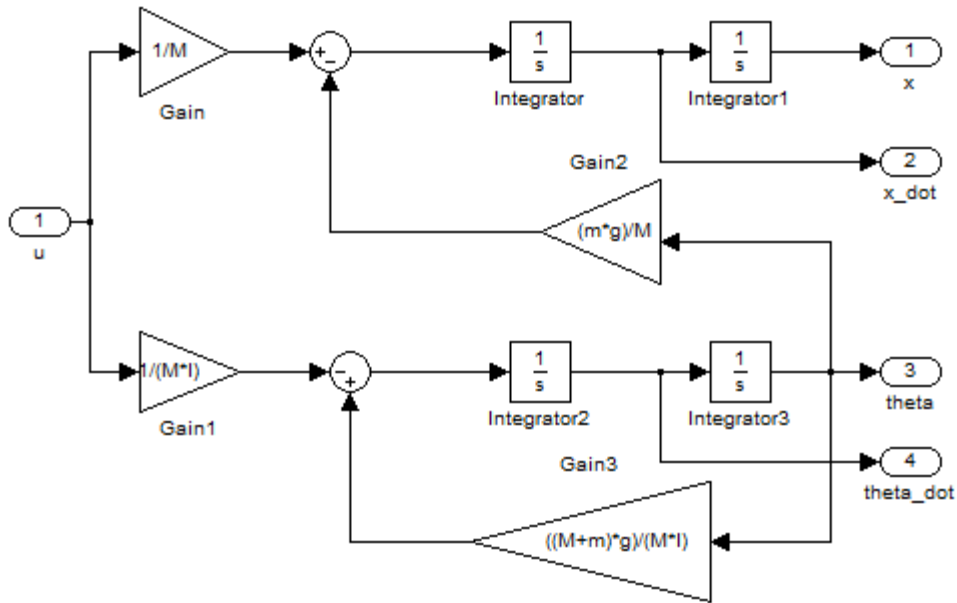 1/M
Gain
+
−
1
s
Integrator
1
s
Integrator1
1
x
2
x_dot
Gain2
(m*g)/M
1
u
1/(M*l)
Gain1
−
+
1
s
Integrator2
1
s
Integrator3
3
theta
4
theta_dot
Gain3
((M+m)*g)/(M*l)